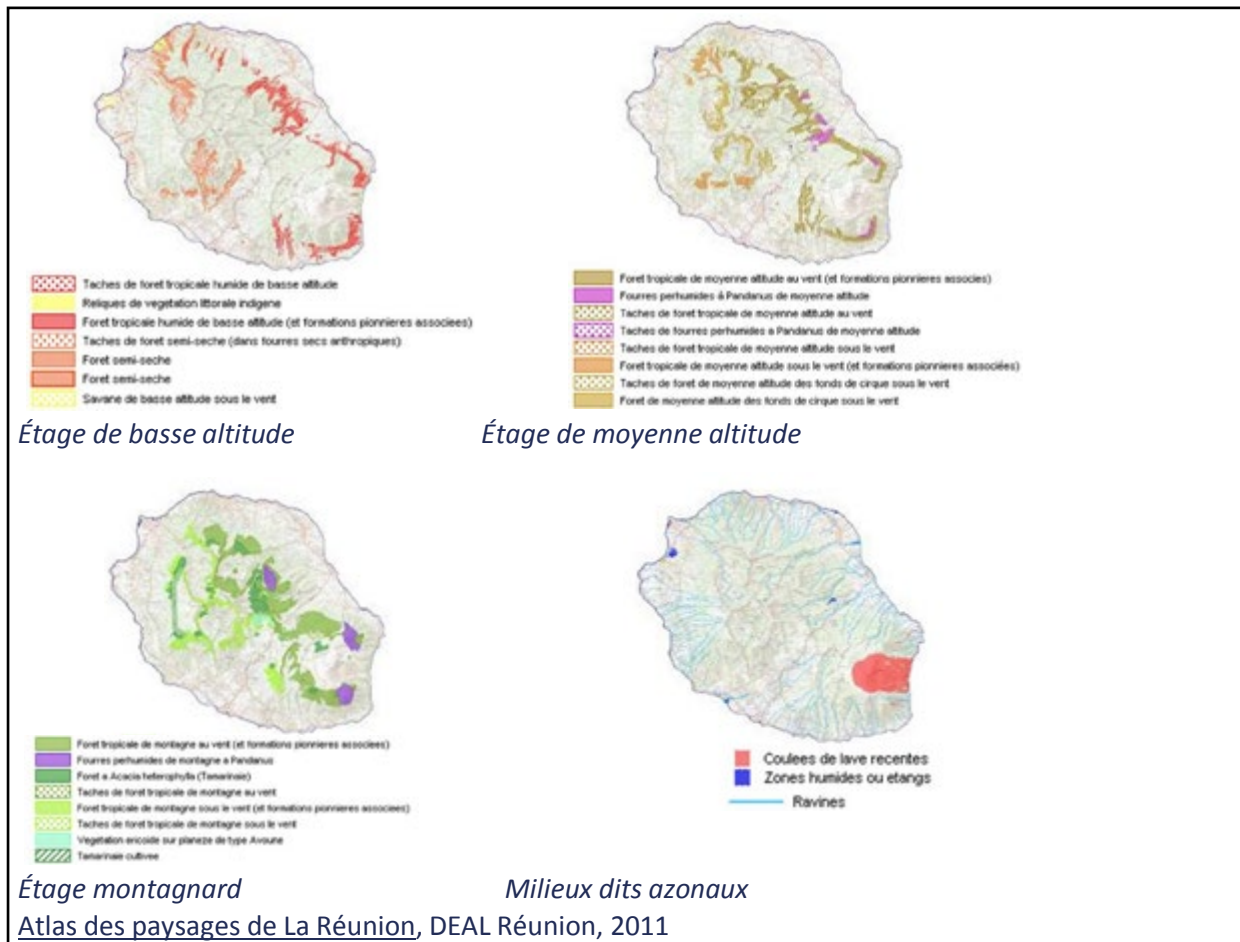 Taches de foret tropicale humide de basse altitude
Reliques de vegetation littorale indigene
Foret tropicale humide de basse altitude (et formations pionnieres associees)
Taches de foret semi-seche (dans fourres secs anthropiques)
Foret semi-seche
Foret semi-seche
Savane de basse altitude sous le vent
Étage de basse altitude
Foret tropicale de moyenne altitude au vent (et formations pionnieres associes)
Fourres perhumides à Pandanus de moyenne altitude
Taches de foret tropicale de moyenne altitude au vent
Taches de fourres perhumides a Pandanus de moyenne altitude
Taches de foret tropicale de moyenne altitude sous le vent
Foret tropicale de moyenne altitude sous le vent (et formations pionnieres associées)
Taches de foret de moyenne altitude des fonds de cirque sous le vent
Foret de moyenne altitude des fonds de cirque sous le vent
Étage de moyenne altitude
Foret tropicale de montagne au vent (et formations pionnieres associees)
Fourres perhumides de montagne a Pandanus
Foret a Acacia heterophylla (Tamarinaie)
Taches de foret tropicale de montagne au vent
Foret tropicale de montagne sous le vent (et formations pionnieres associees)
Taches de foret tropicale de montagne sous le vent
Vegetation ericoide sur planeze de type Avoune
Tamarinaie cultivee
Étage montagnard
Coulees de lave recentes
Zones humides ou etangs
Ravines
Milieux dits azonaux
Atlas des paysages de La Réunion, DEAL Réunion, 2011